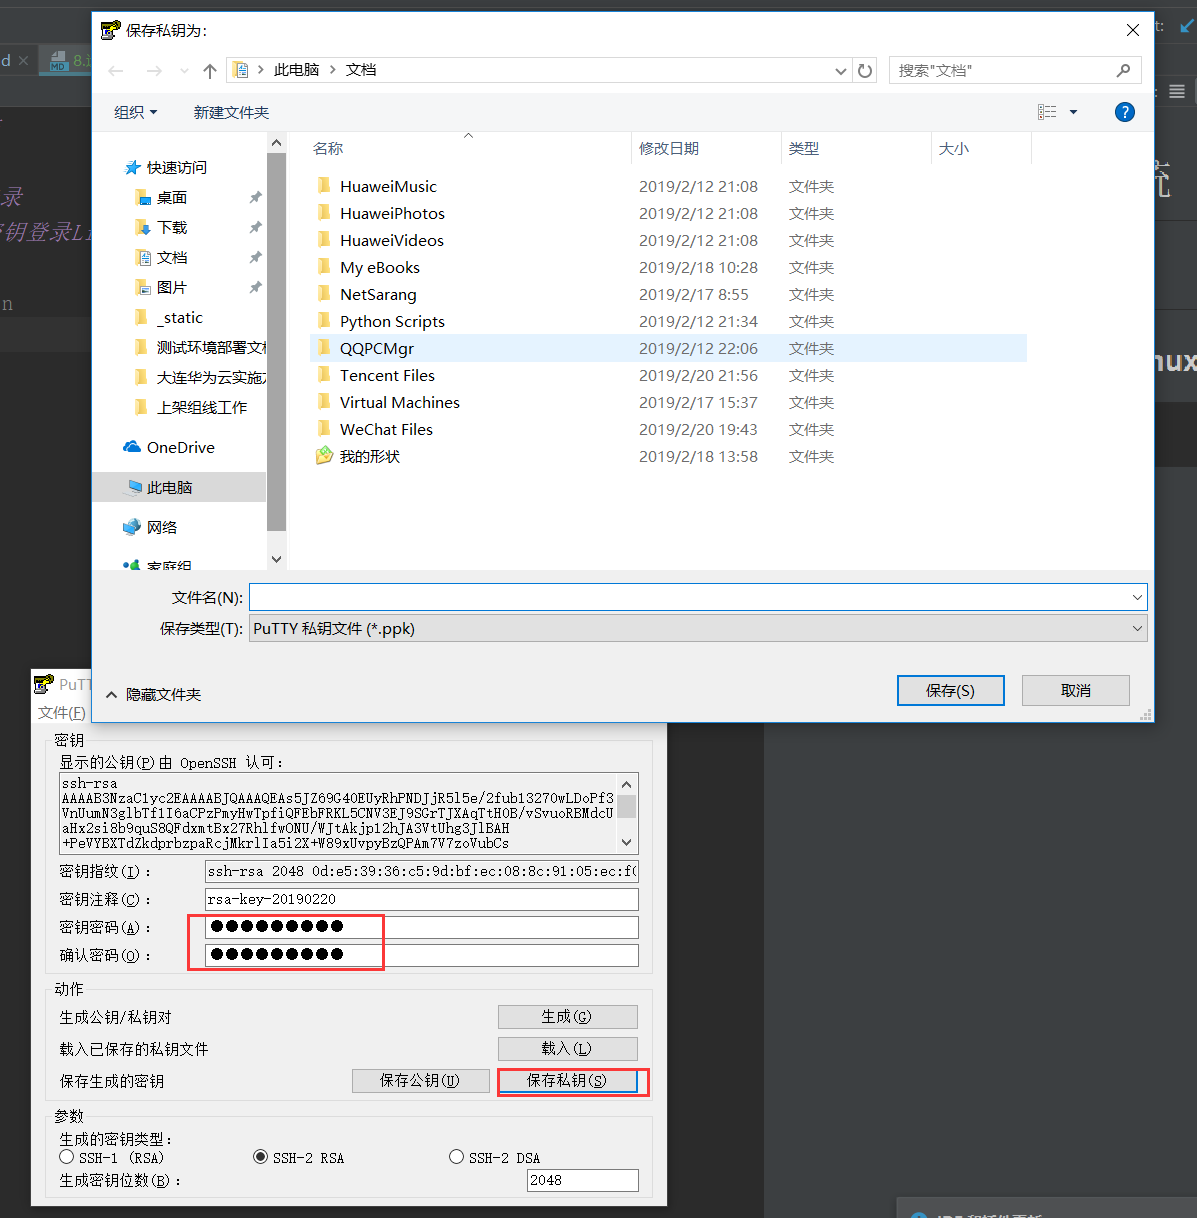 保存私钥为:
此电脑 > 文档
搜索"文档"
组织
新建文件夹
名称 修改日期 类型 大小
快速访问
桌面
下载
文档
图片
_static
测试环境部署文档
大连华为云实施
上架组线工作
OneDrive
此电脑
网络
家庭组
HuaweiMusic 2019/2/12 21:08 文件夹
HuaweiPhotos 2019/2/12 21:08 文件夹
HuaweiVideos 2019/2/12 21:08 文件夹
My eBooks 2019/2/18 10:28 文件夹
NetSarang 2019/2/17 8:55 文件夹
Python Scripts 2019/2/12 21:34 文件夹
QQPCMgr 2019/2/12 22:06 文件夹
Tencent Files 2019/2/20 21:56 文件夹
Virtual Machines 2019/2/17 15:37 文件夹
WeChat Files 2019/2/20 19:43 文件夹
我的形状 2019/2/18 13:58 文件夹
文件名(N):
保存类型(T): PuTTY 私钥文件 (*.ppk)
隐藏文件夹
保存(S) 取消
d
MD 8.
t:
录
钥登录Li
n
nux
PuTT
文件(F)
密钥
显示的公钥(P)由 OpenSSH 认可:
ssh-rsa
AAAAB3NzaC1yc2EAAAABJQAAAQEAs5JZ69G40EUyRhPNDJjR5l5e/2fub13270wLDoPf3
VnUumN3glbTf1I6aCPzPmyHwTpfiQFEbFRKL5CNV3EJ9SGrTJXAqTtH0B/vSvuoRBMdcU
aHx2si8b9quS8QFdxmtBx27RhlfwONU/WJtAkjp12hJA3VtUhg3JlBAH
+PeVYBXTdZkdprbzpaRcjMkrlIa5i2X+W89xUvpyBzQPAm7V7zoVubCs
密钥指纹(I): ssh-rsa 2048 0d:e5:39:36:c5:9d:bf:ec:08:8c:91:05:ec:f0
密钥注释(C): rsa-key-20190220
密钥密码(A): ●●●●●●●●●
确认密码(O): ●●●●●●●●●
动作
生成公钥/私钥对 生成(G)
载入已保存的私钥文件 载入(L)
保存生成的密钥 保存公钥(U) 保存私钥(S)
参数
生成的密钥类型:
SSH-1 (RSA) SSH-2 RSA SSH-2 DSA
生成密钥位数(B): 2048